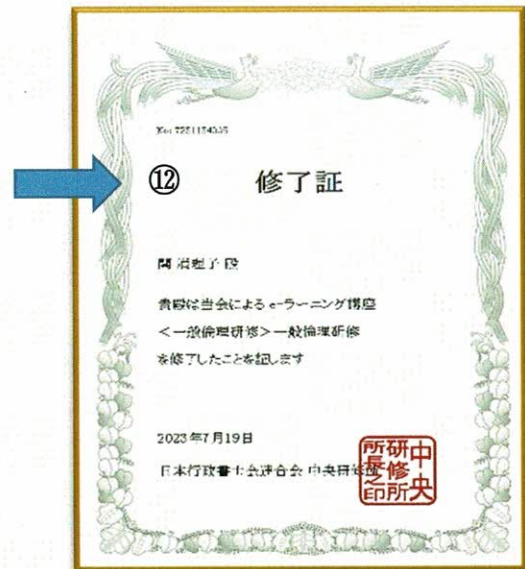 ⑫ 修了証
殿
貴殿は当会による e-ラーニング講座
＜一般倫理研修＞一般倫理研修
を修了したことを証します
2023年7月19日
日本行政書士会連合会 中央研修所
中央
研修所
所長之印